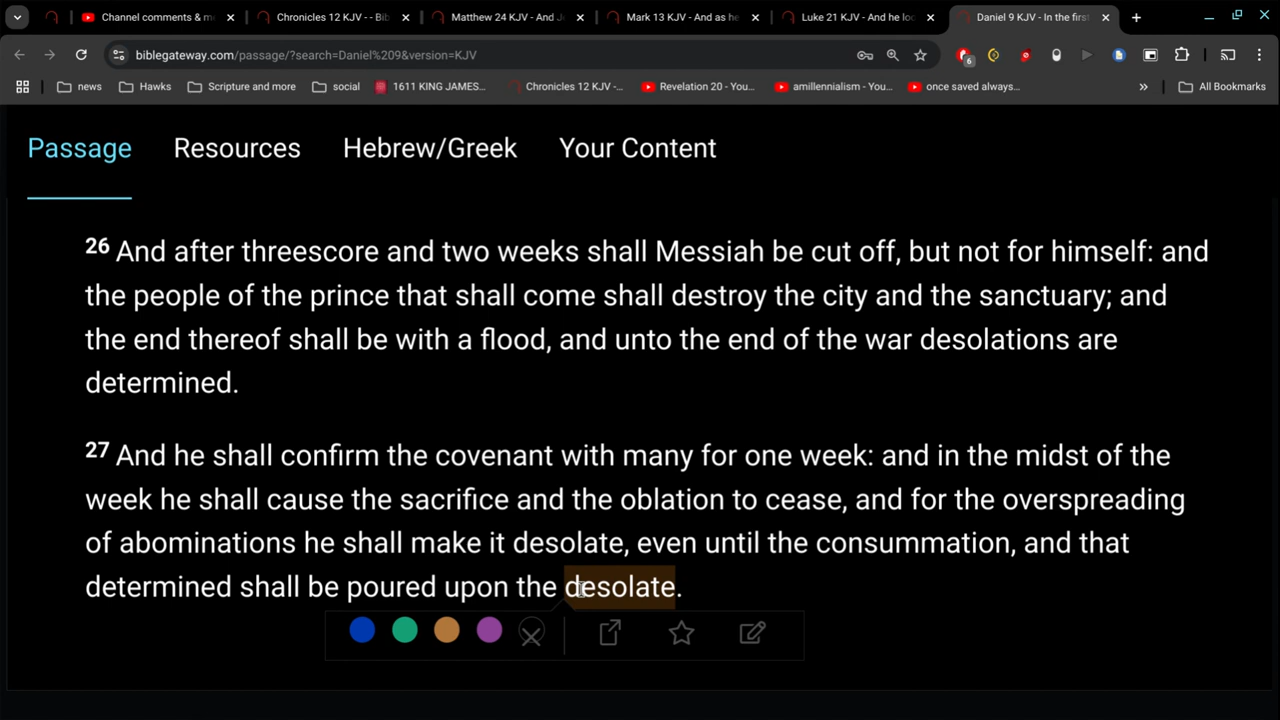 Channel comments & m
Chronicles 12 KJV - - Bib
Matthew 24 KJV - And J
Mark 13 KJV - And as he
Luke 21 KJV - And he loo
Daniel 9 KJV - In the first
biblegateway.com/passage/?search=Daniel%209&version=KJV
6
news
Hawks
Scripture and more
social
1611 KING JAMES...
Chronicles 12 KJV -...
Revelation 20 - You...
amillennialism - You...
once saved always...
»
All Bookmarks
Passage
Resources
Hebrew/Greek
Your Content
26 And after threescore and two weeks shall Messiah be cut off, but not for himself: and
the people of the prince that shall come shall destroy the city and the sanctuary; and
the end thereof shall be with a flood, and unto the end of the war desolations are
determined.
27 And he shall confirm the covenant with many for one week: and in the midst of the
week he shall cause the sacrifice and the oblation to cease, and for the overspreading
of abominations he shall make it desolate, even until the consummation, and that
determined shall be poured upon the desolate.